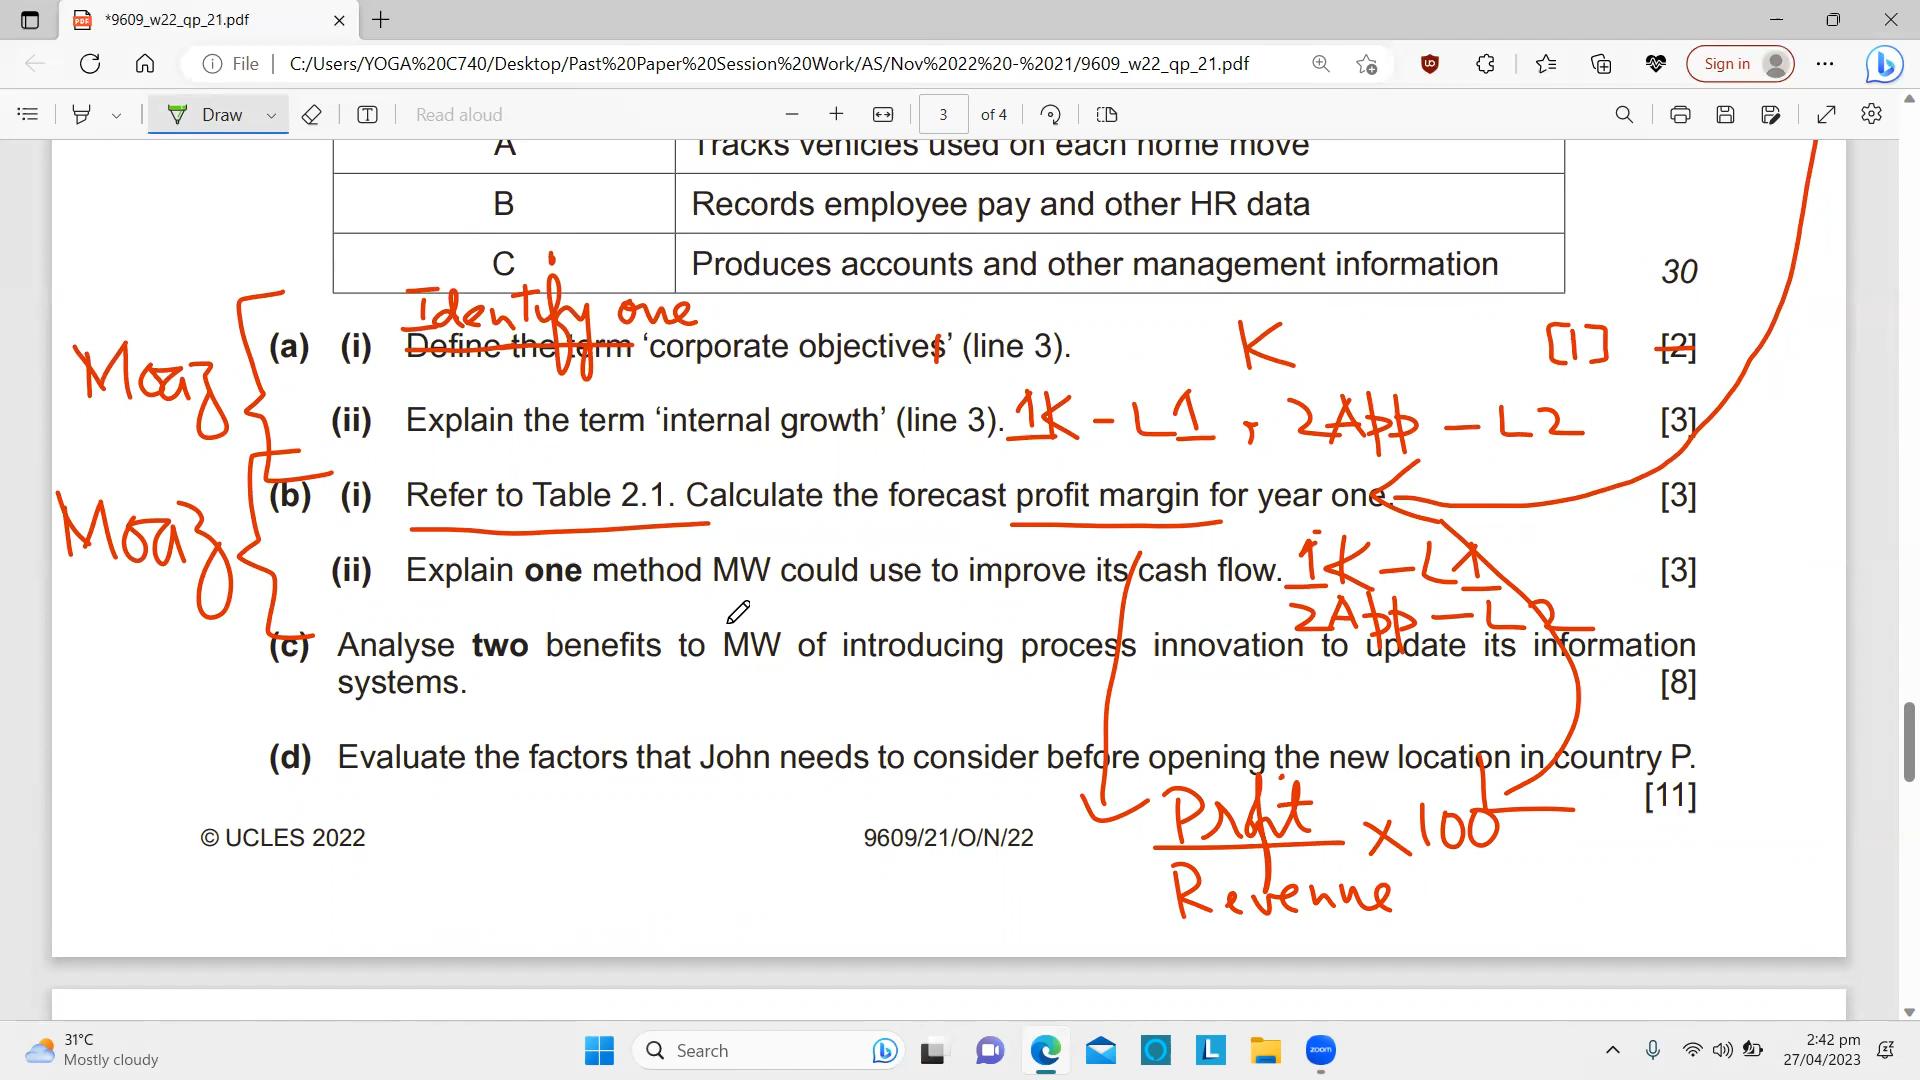 *9609_w22_qp_21.pdf
File
C:/Users/YOGA%20C740/Desktop/Past%20Paper%20Session%20Work/AS/Nov%2022%20-%2021/9609_w22_qp_21.pdf
Sign in
Draw
Read aloud
3 of 4
A Tracks vehicles used on each home move
B Records employee pay and other HR data
C Produces accounts and other management information
30
Identify one
Moaz
(a) (i) Define the term ‘corporate objectives’ (line 3). K [1] [2]
(ii) Explain the term ‘internal growth’ (line 3). 1K – L1, 2App – L2 [3]
Moaz
(b) (i) Refer to Table 2.1. Calculate the forecast profit margin for year one. [3]
(ii) Explain one method MW could use to improve its cash flow. 1K – L1 [3]
2App – L2
(c) Analyse two benefits to MW of introducing process innovation to update its information
systems. [8]
(d) Evaluate the factors that John needs to consider before opening the new location in country P.
[11]
Profit
× 100
Revenue
© UCLES 2022 9609/21/O/N/22
31°C
Mostly cloudy
Search
zoom
2:42 pm
27/04/2023